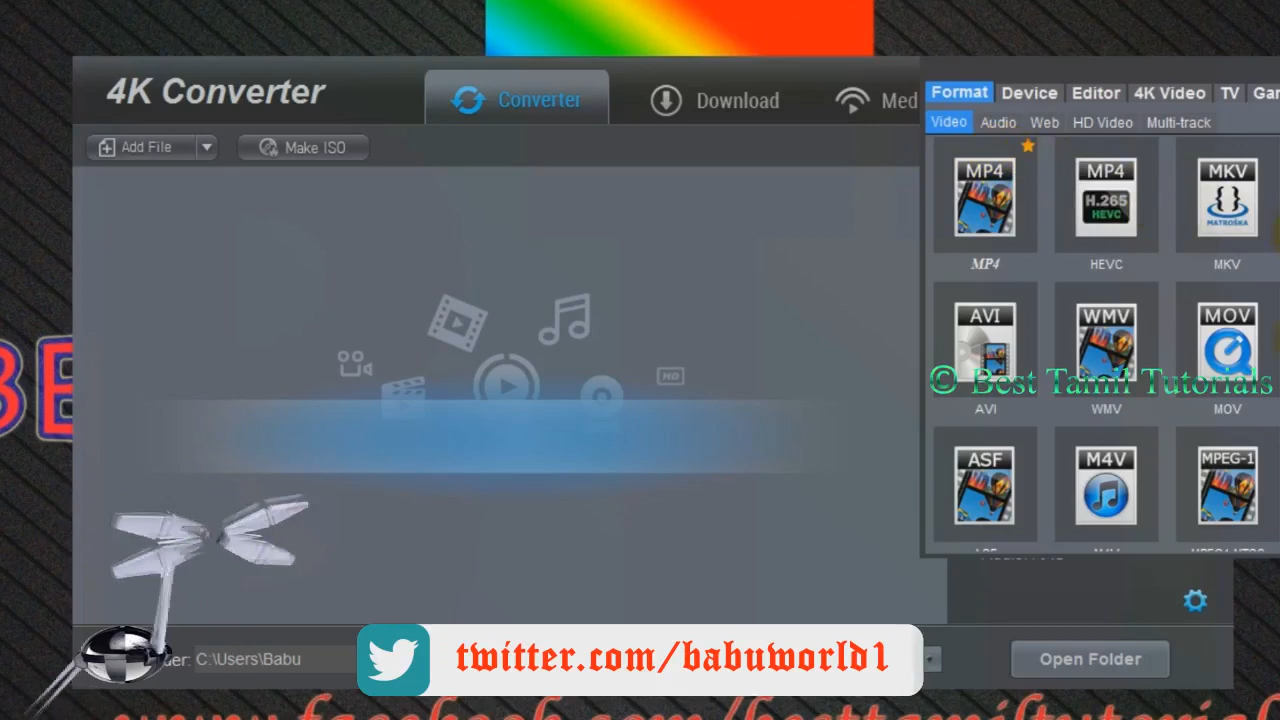 4K Converter
Converter
Download
Format Device Editor 4K Video TV
Video Audio Web HD Video Multi-track
Add File
Make ISO
MP4
MP4
H.265
HEVC
MKV
MATROŠKA
MP4
HEVC
MKV
AVI
WMV
MOV
HD
© Best Tamil Tutorials
AVI
WMV
MOV
ASF
M4V
MPEG-1
C:\Users\Babu
twitter.com/babuworld1
Open Folder